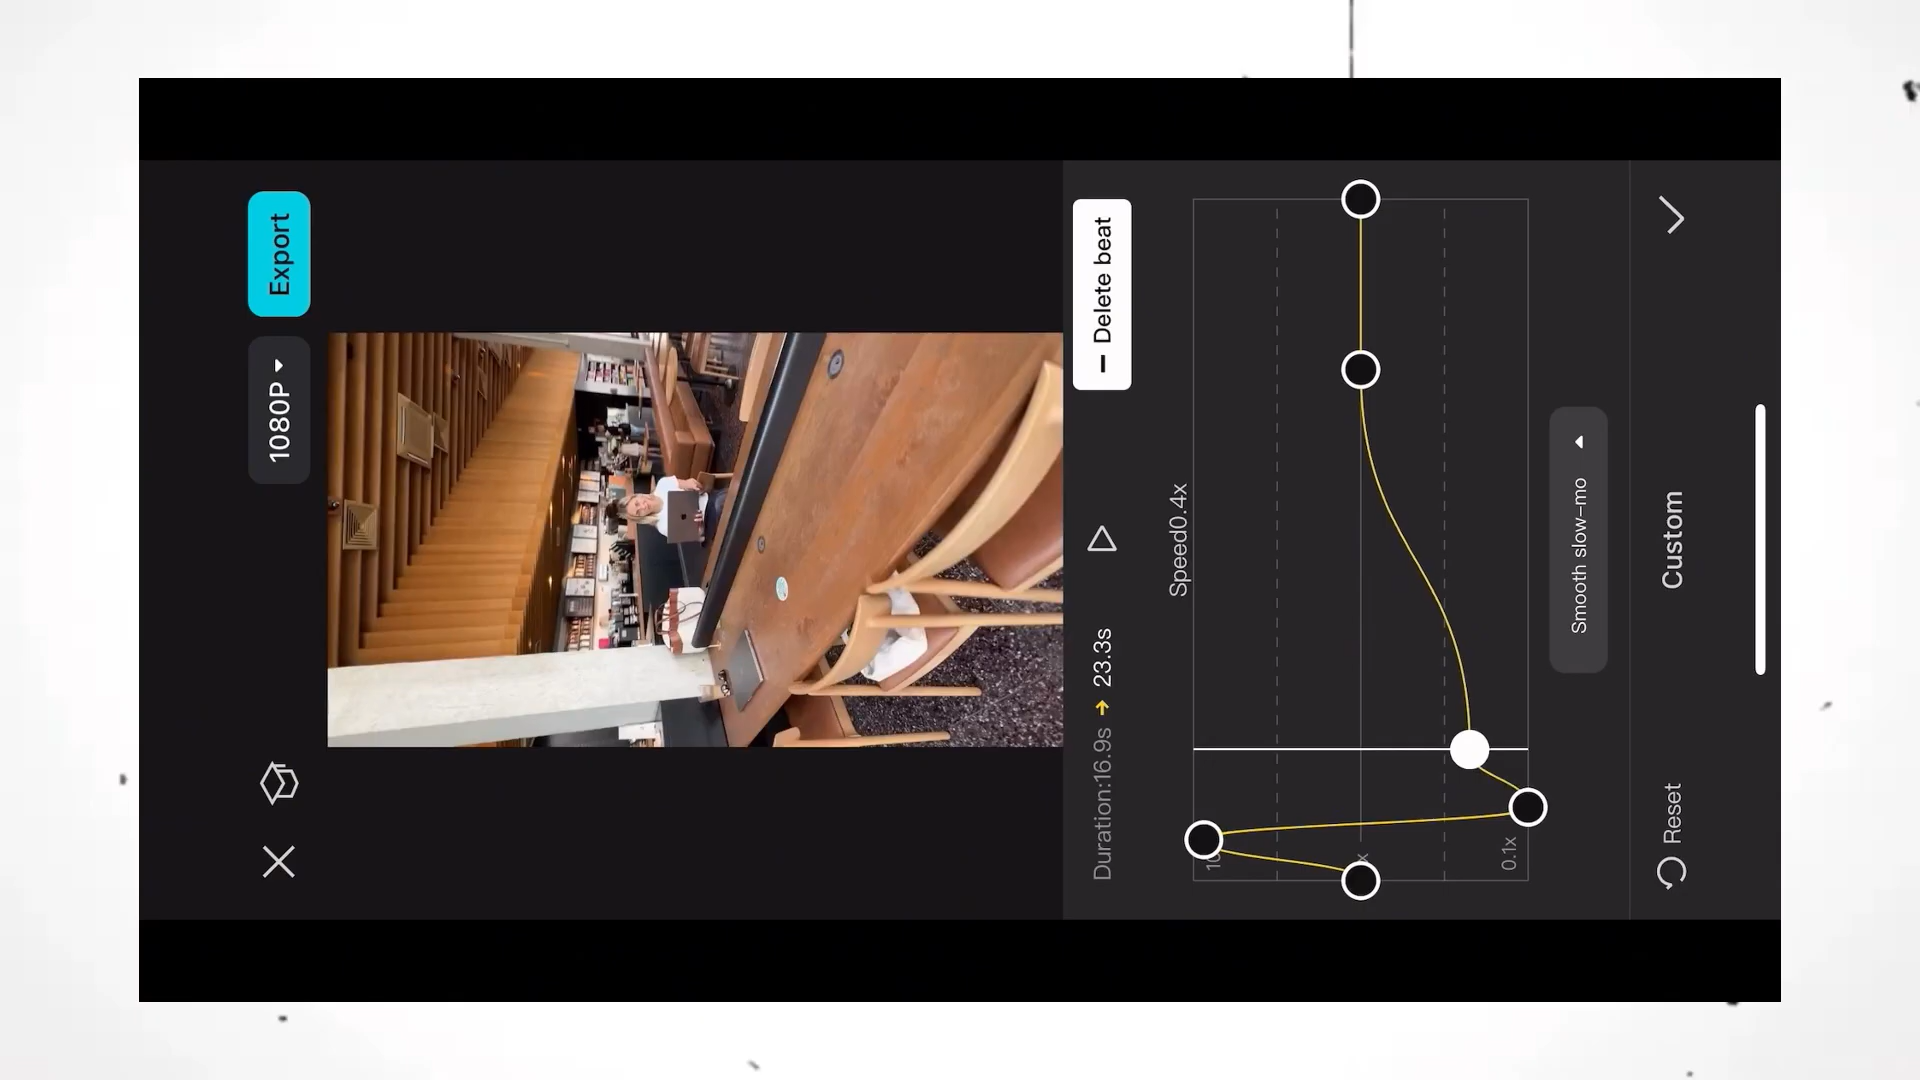 1080P
Export
Duration:16.9s ➔ 23.3s
Delete beat
Speed0.4x
0.1x
Smooth slow-mo
Reset
Custom